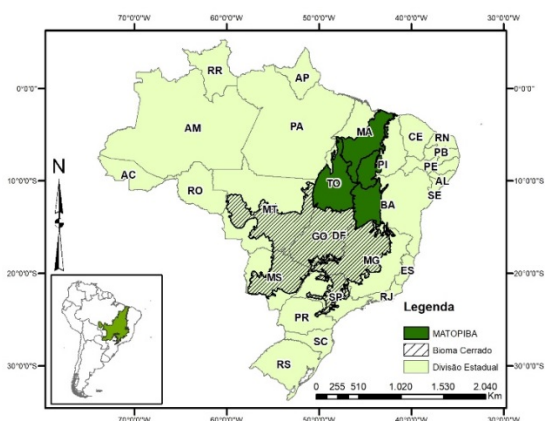 70°0'0"W 60°0'0"W 50°0'0"W 40°0'0"W 30°0'0"W
0°0'0" 0°0'0"
10°0'0"S 10°0'0"S
20°0'0"S 20°0'0"S
30°0'0"S 30°0'0"S
RR AP
AM PA MA CE RN
PB
PI PE
AC RO TO AL
SE
MT BA
GO DF
MG
MS ES
SP RJ
PR
SC
RS
N
Legenda
MATOPIBA
Bioma Cerrado
Divisão Estadual
0 255 510 1.020 1.530 2.040
Km
70°0'0"W 60°0'0"W 50°0'0"W 40°0'0"W 30°0'0"W